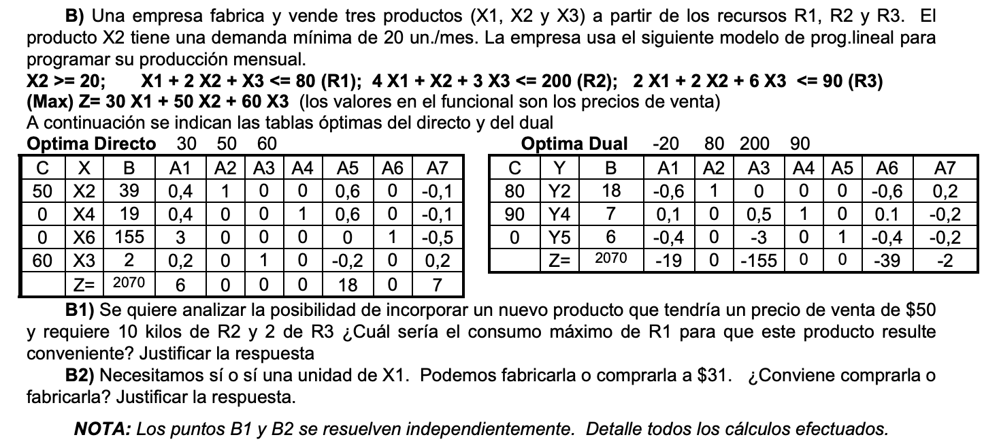 B) Una empresa fabrica y vende tres productos (X1, X2 y X3) a partir de los recursos R1, R2 y R3. El
producto X2 tiene una demanda mínima de 20 un./mes. La empresa usa el siguiente modelo de prog.lineal para
programar su producción mensual.
X2 >= 20; X1 + 2 X2 + X3 <= 80 (R1); 4 X1 + X2 + 3 X3 <= 200 (R2); 2 X1 + 2 X2 + 6 X3 <= 90 (R3)
(Max) Z= 30 X1 + 50 X2 + 60 X3 (los valores en el funcional son los precios de venta)
A continuación se indican las tablas óptimas del directo y del dual
Optima Directo 30 50 60
C X B A1 A2 A3 A4 A5 A6 A7
50 X2 39 0,4 1 0 0 0,6 0 -0,1
0 X4 19 0,4 0 0 1 0,6 0 -0,1
0 X6 155 3 0 0 0 0 1 -0,5
60 X3 2 0,2 0 1 0 -0,2 0 0,2
Z= 2070 6 0 0 0 18 0 7
Optima Dual -20 80 200 90
C Y B A1 A2 A3 A4 A5 A6 A7
80 Y2 18 -0,6 1 0 0 0 -0,6 0,2
90 Y4 7 0,1 0 0,5 1 0 0.1 -0,2
0 Y5 6 -0,4 0 -3 0 1 -0,4 -0,2
Z= 2070 -19 0 -155 0 0 -39 -2
B1) Se quiere analizar la posibilidad de incorporar un nuevo producto que tendría un precio de venta de $50
y requiere 10 kilos de R2 y 2 de R3 ¿Cuál sería el consumo máximo de R1 para que este producto resulte
conveniente? Justificar la respuesta
B2) Necesitamos sí o sí una unidad de X1. Podemos fabricarla o comprarla a $31. ¿Conviene comprarla o
fabricarla? Justificar la respuesta.
NOTA: Los puntos B1 y B2 se resuelven independientemente. Detalle todos los cálculos efectuados.